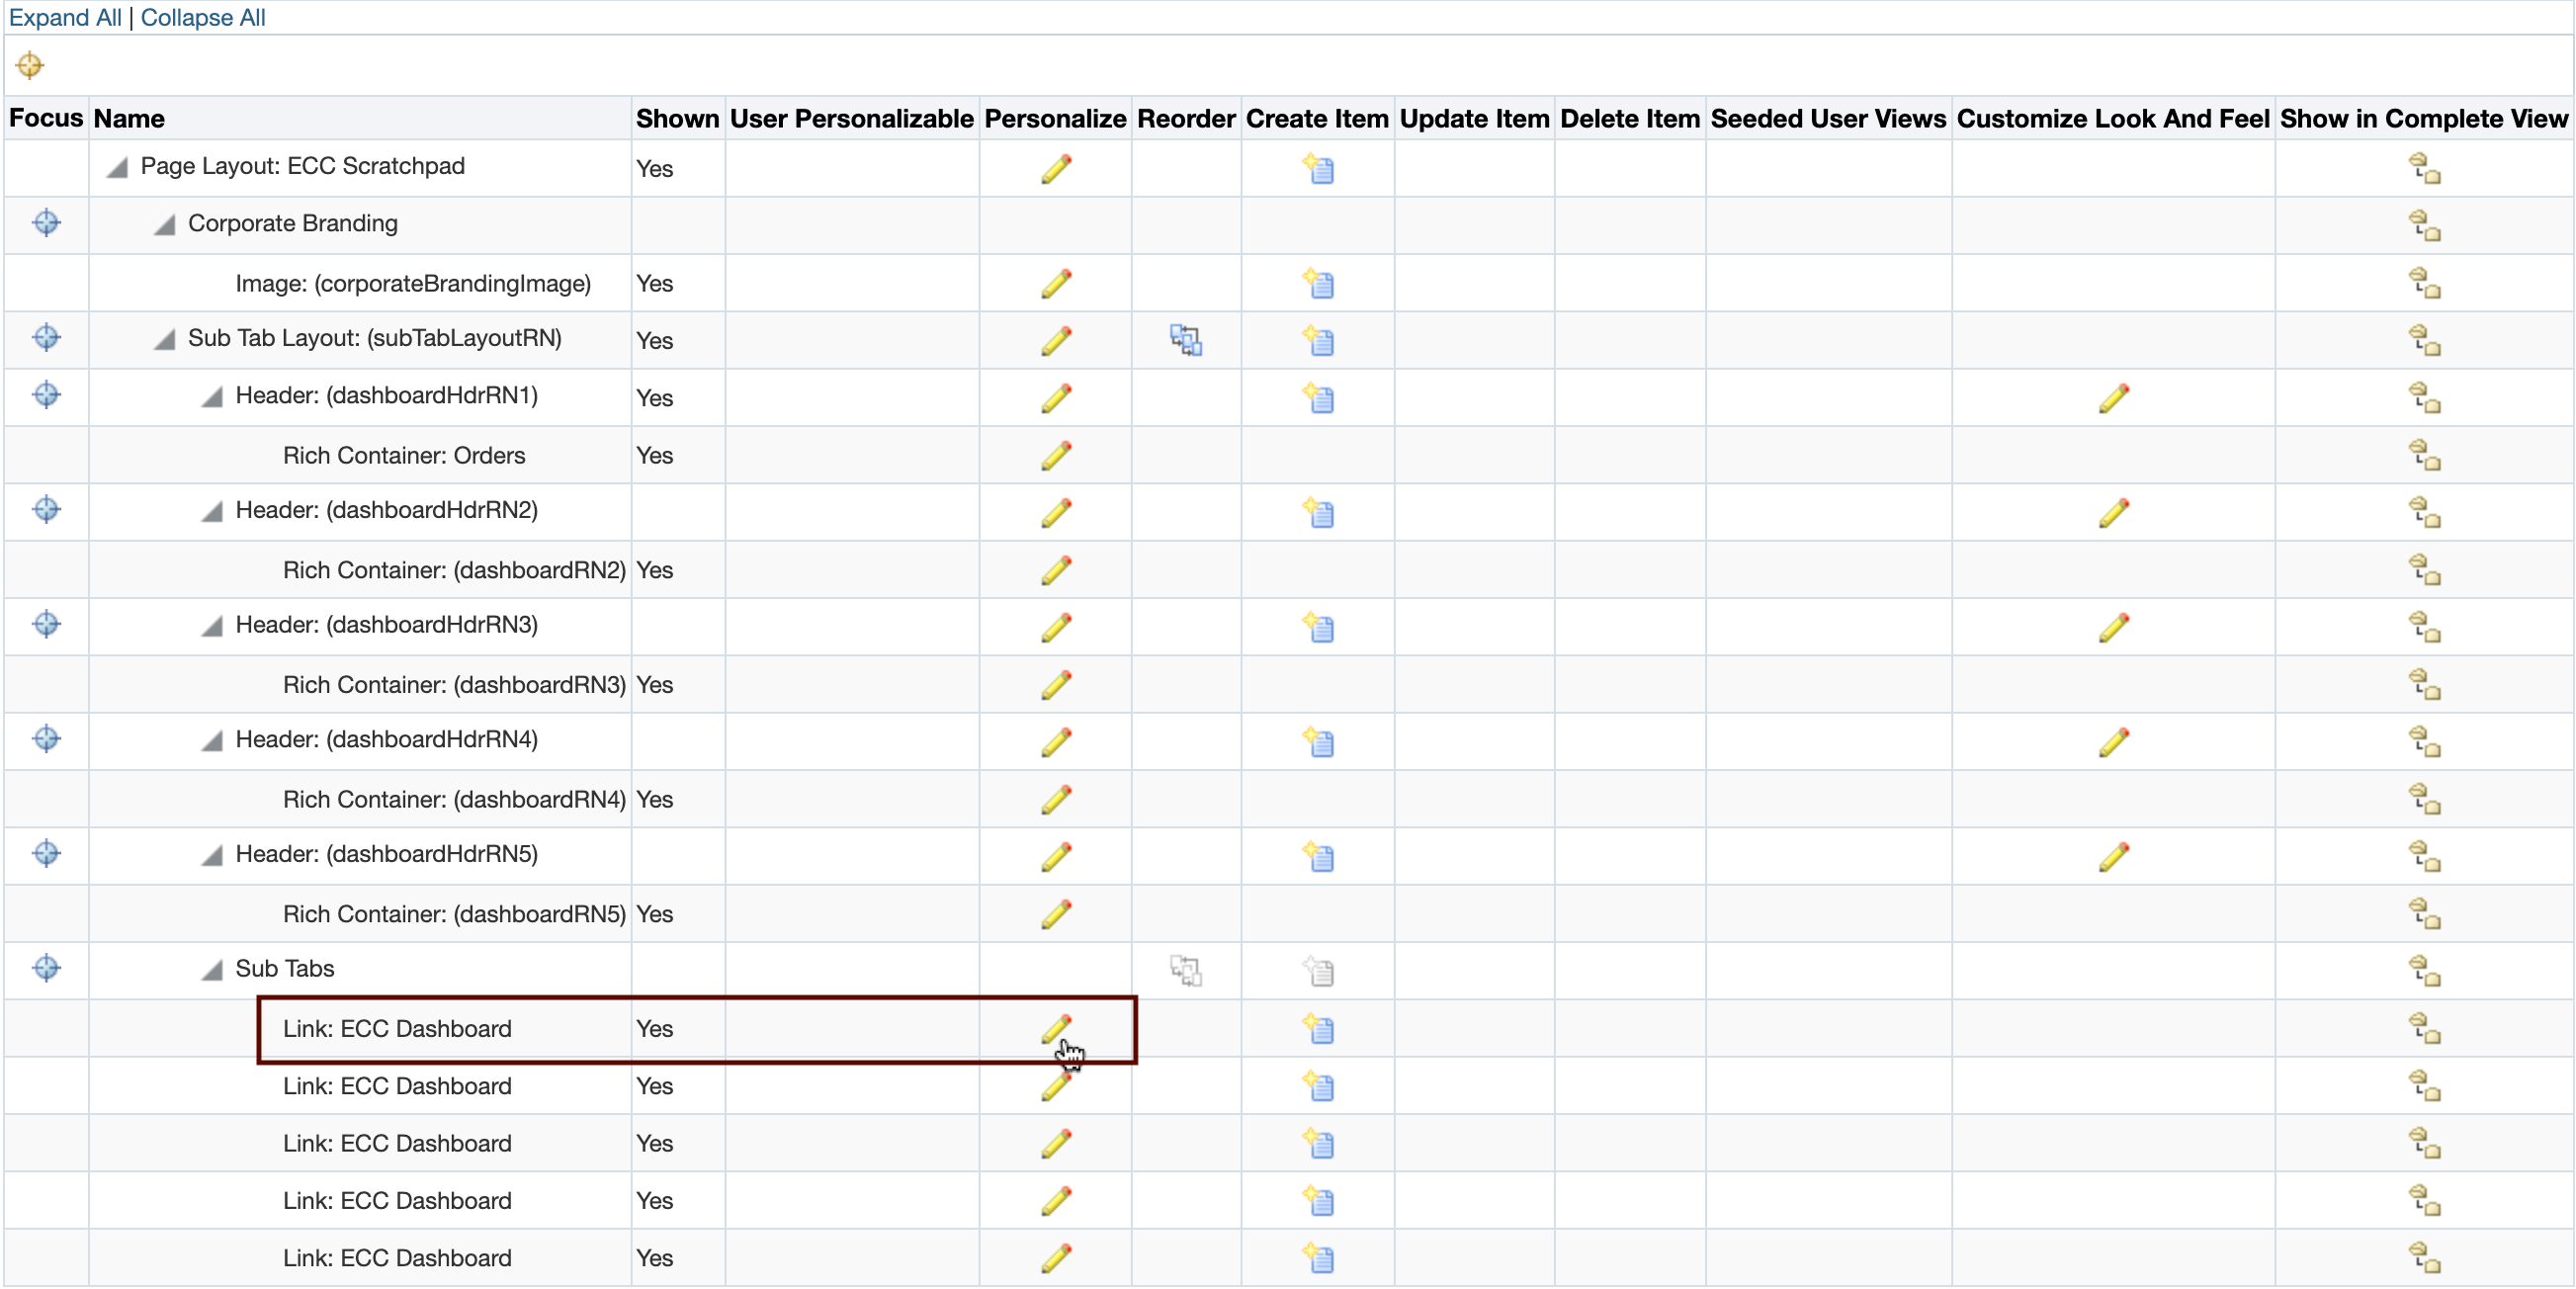 Expand All | Collapse All
Focus Name Shown User Personalizable Personalize Reorder Create Item Update Item Delete Item Seeded User Views Customize Look And Feel Show in Complete View
Page Layout: ECC Scratchpad Yes
Corporate Branding
Image: (corporateBrandingImage) Yes
Sub Tab Layout: (subTabLayoutRN) Yes
Header: (dashboardHdrRN1) Yes
Rich Container: Orders Yes
Header: (dashboardHdrRN2)
Rich Container: (dashboardRN2) Yes
Header: (dashboardHdrRN3)
Rich Container: (dashboardRN3) Yes
Header: (dashboardHdrRN4)
Rich Container: (dashboardRN4) Yes
Header: (dashboardHdrRN5)
Rich Container: (dashboardRN5) Yes
Sub Tabs
Link: ECC Dashboard Yes
Link: ECC Dashboard Yes
Link: ECC Dashboard Yes
Link: ECC Dashboard Yes
Link: ECC Dashboard Yes